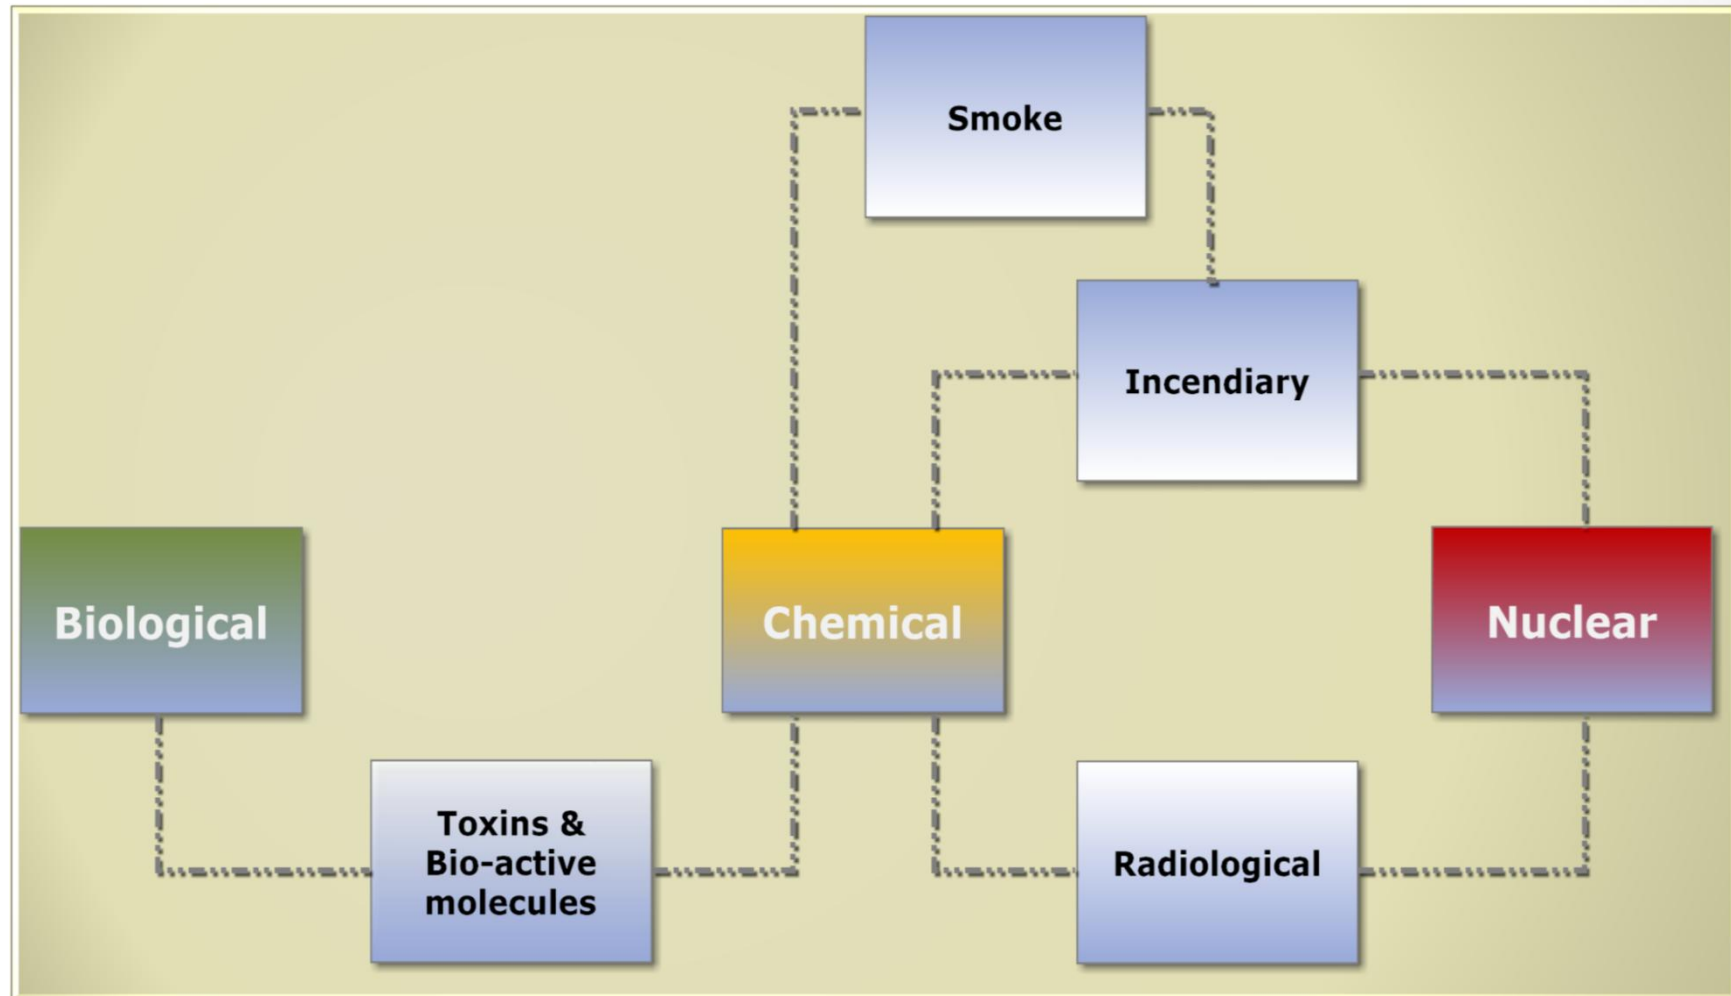 Smoke
Incendiary
Biological
Chemical
Nuclear
Toxins &
Bio-active
molecules
Radiological